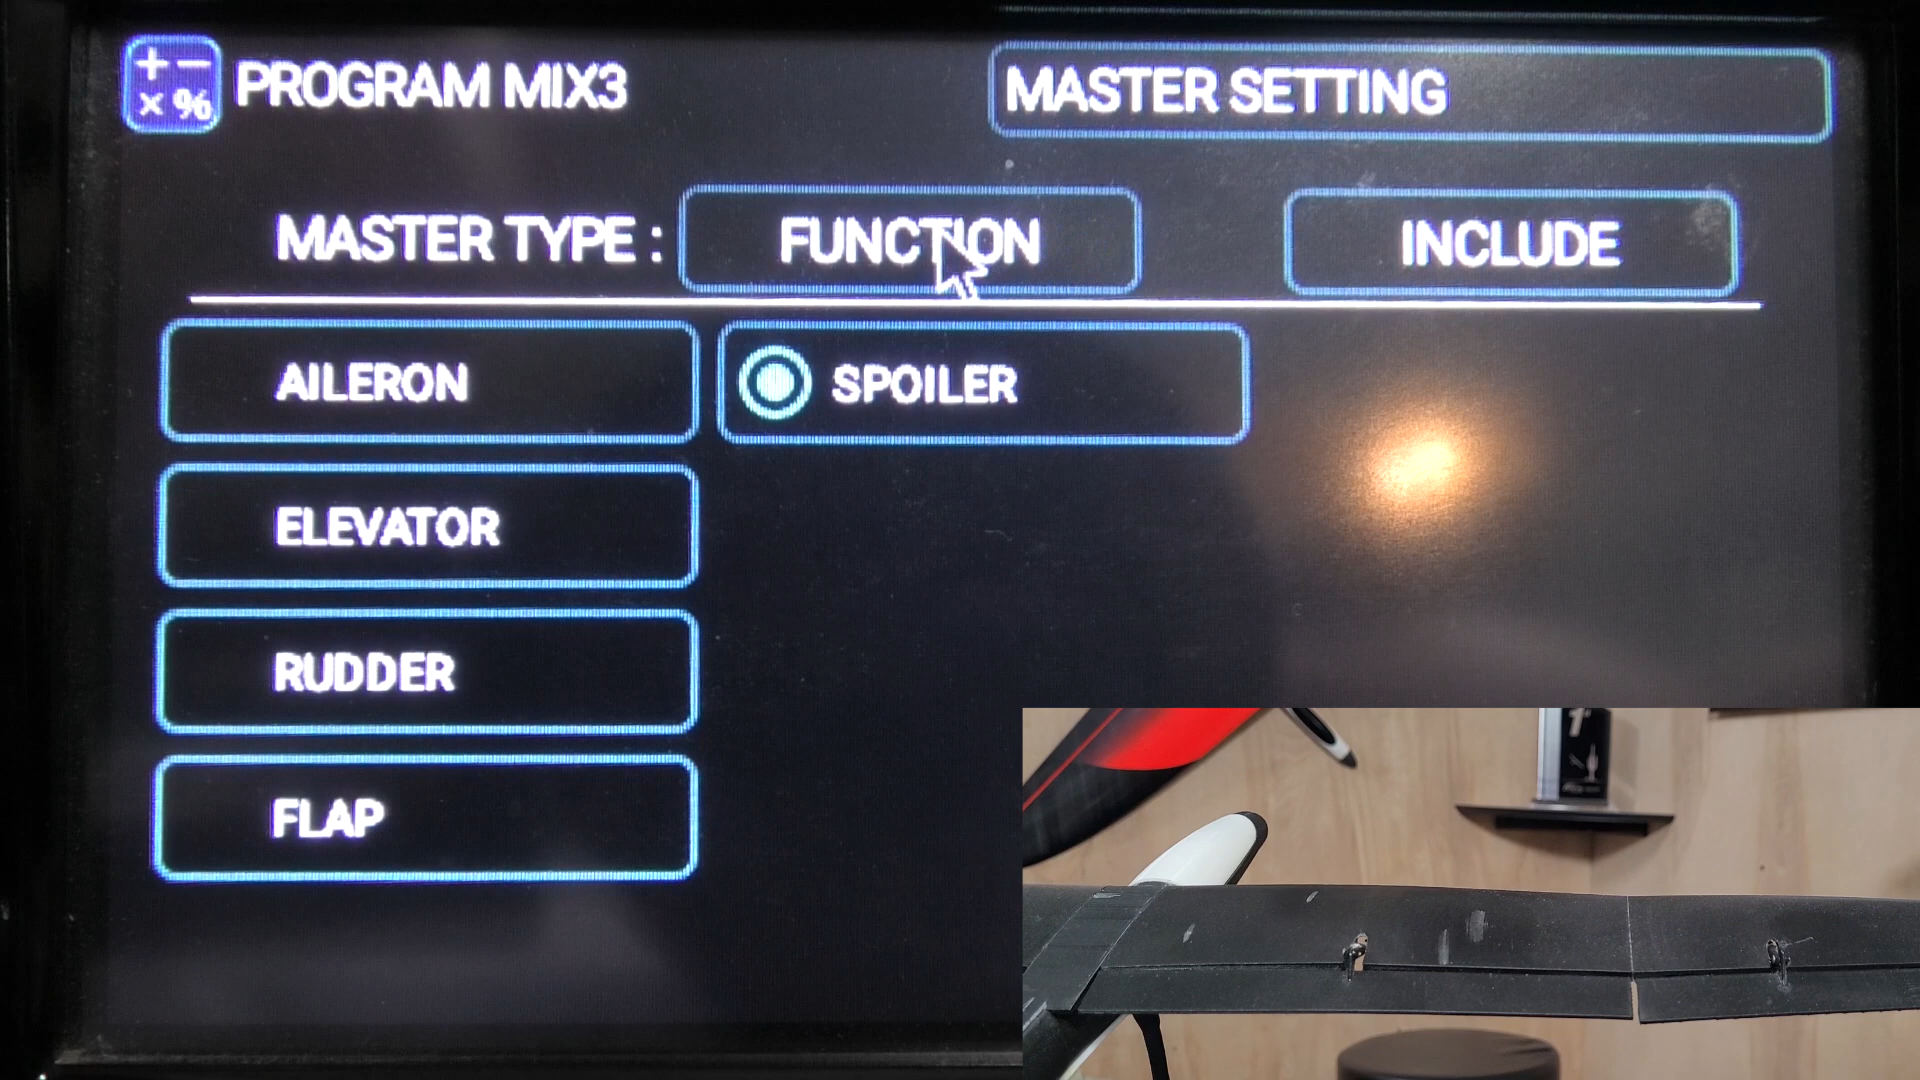 + −
× %
PROGRAM MIX3
MASTER SETTING
MASTER TYPE :
FUNCTION
INCLUDE
AILERON
SPOILER
ELEVATOR
RUDDER
FLAP